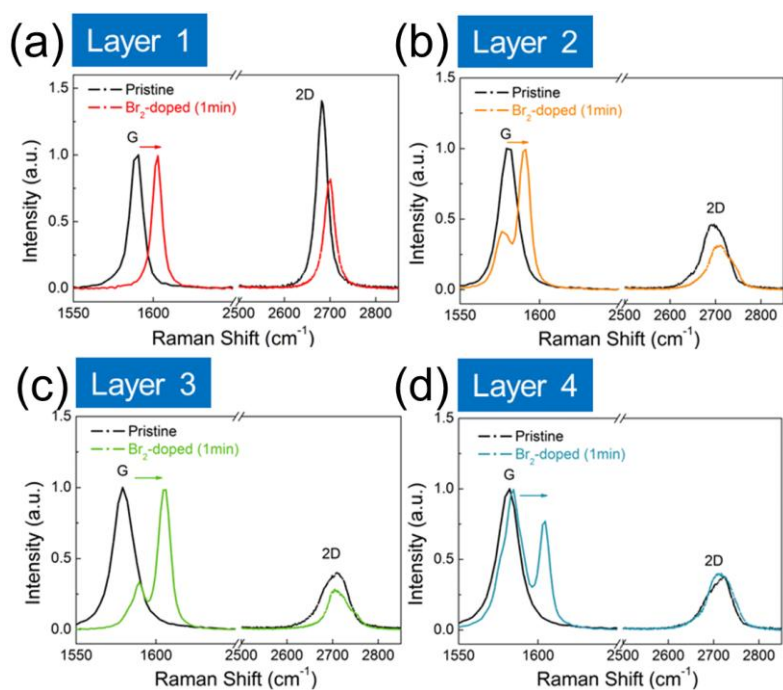 (a) Layer 1
1.5
Pristine
Br₂-doped (1min)
2D
G
1.0
0.5
0.0
Intensity (a.u.)
1550 1600 2500 2600 2700 2800
Raman Shift (cm⁻¹)
(b) Layer 2
1.5
Pristine
Br₂-doped (1min)
G
1.0
0.5
2D
0.0
Intensity (a.u.)
1550 1600 2500 2600 2700 2800
Raman Shift (cm⁻¹)
(c) Layer 3
1.5
Pristine
Br₂-doped (1min)
G
1.0
0.5
2D
0.0
Intensity (a.u.)
1550 1600 2500 2600 2700 2800
Raman Shift (cm⁻¹)
(d) Layer 4
1.5
Pristine
Br₂-doped (1min)
G
1.0
0.5
2D
0.0
Intensity (a.u.)
1550 1600 2500 2600 2700 2800
Raman Shift (cm⁻¹)